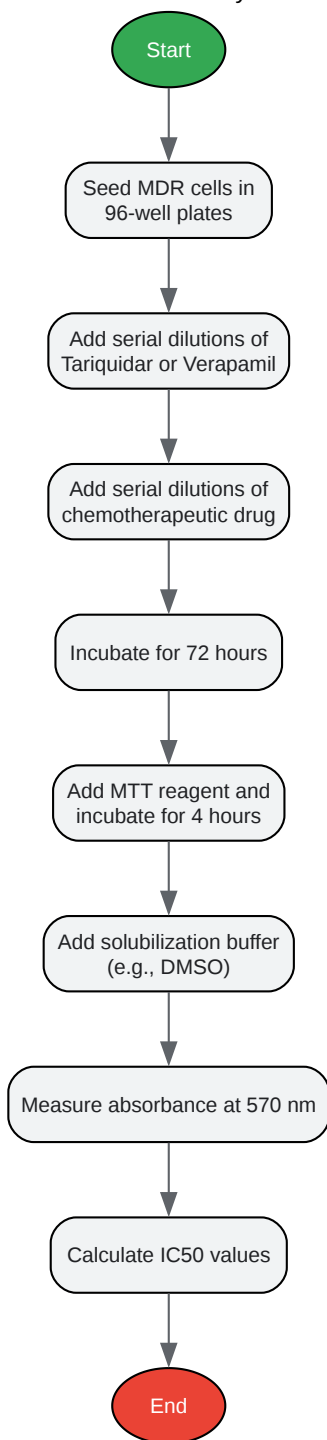 Start
Seed MDR cells in
96-well plates
Add serial dilutions of
Tariquidar or Verapamil
Add serial dilutions of
chemotherapeutic drug
Incubate for 72 hours
Add MTT reagent and
incubate for 4 hours
Add solubilization buffer
(e.g., DMSO)
Measure absorbance at 570 nm
Calculate IC50 values
End